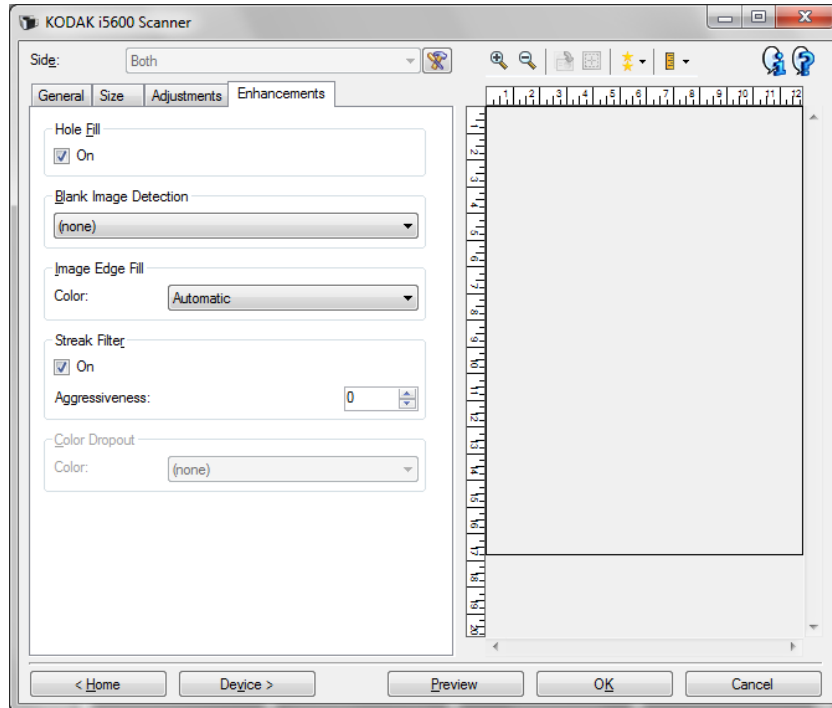 KODAK i5600 Scanner
Side: Both
General Size Adjustments Enhancements
Hole Fill
On
Blank Image Detection
(none)
Image Edge Fill
Color: Automatic
Streak Filter
On
Aggressiveness: 0
Color Dropout
Color: (none)
1 2 3 4 5 6 7 8 9 10 11 12
1
2
3
4
5
6
7
8
9
10
11
12
13
14
15
16
17
18
19
20
< Home Device > Preview OK Cancel